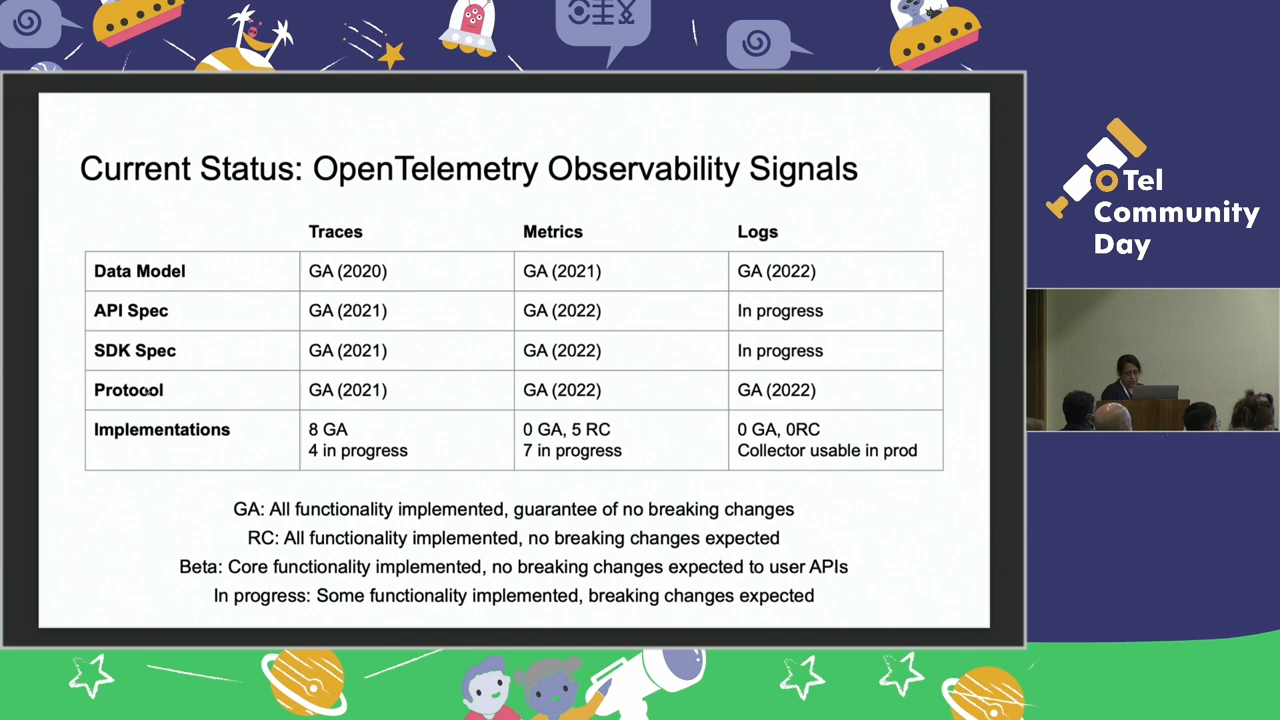 Current Status: OpenTelemetry Observability Signals
Traces Metrics Logs
Data Model GA (2020) GA (2021) GA (2022)
API Spec GA (2021) GA (2022) In progress
SDK Spec GA (2021) GA (2022) In progress
Protocol GA (2021) GA (2022) GA (2022)
Implementations 8 GA 0 GA, 5 RC 0 GA, 0RC
4 in progress 7 in progress Collector usable in prod
GA: All functionality implemented, guarantee of no breaking changes
RC: All functionality implemented, no breaking changes expected
Beta: Core functionality implemented, no breaking changes expected to user APIs
In progress: Some functionality implemented, breaking changes expected
OTel
Community
Day